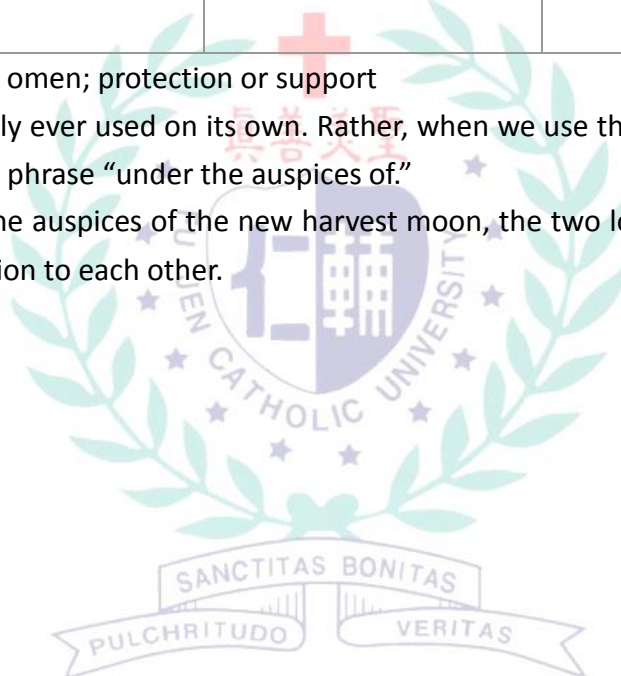 omen; protection or support
ly ever used on its own. Rather, when we use th
phrase “under the auspices of.”
he auspices of the new harvest moon, the two lo
ion to each other.
真善美聖
U JEN CATHOLIC UNIVERSITY
仁
SANCTITAS BONITAS
PULCHRITUDO VERITAS